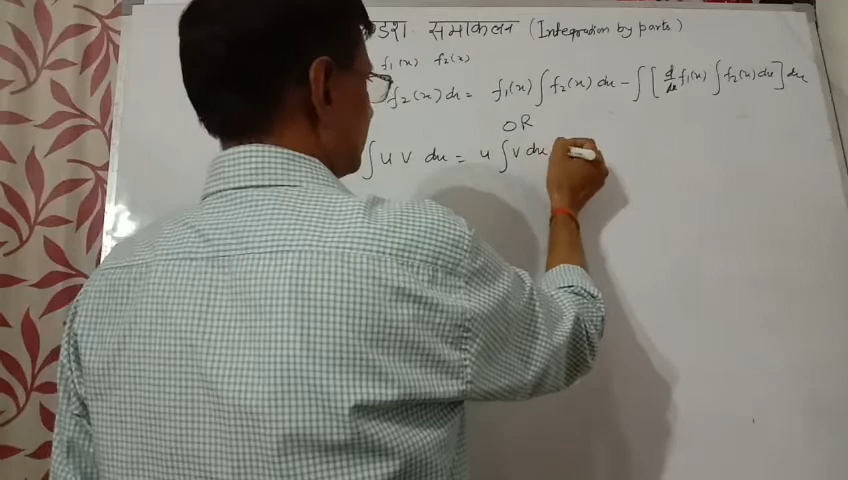 डशः समाकलन (Integration by parts)
f₁(x) f₂(x)
f₂(x) dx = f₁(x) ∫ f₂(x) dx - ∫ [ d/dx f₁(x) ∫ f₂(x) dx ] dx
OR
∫ u v dx = u ∫ v dx